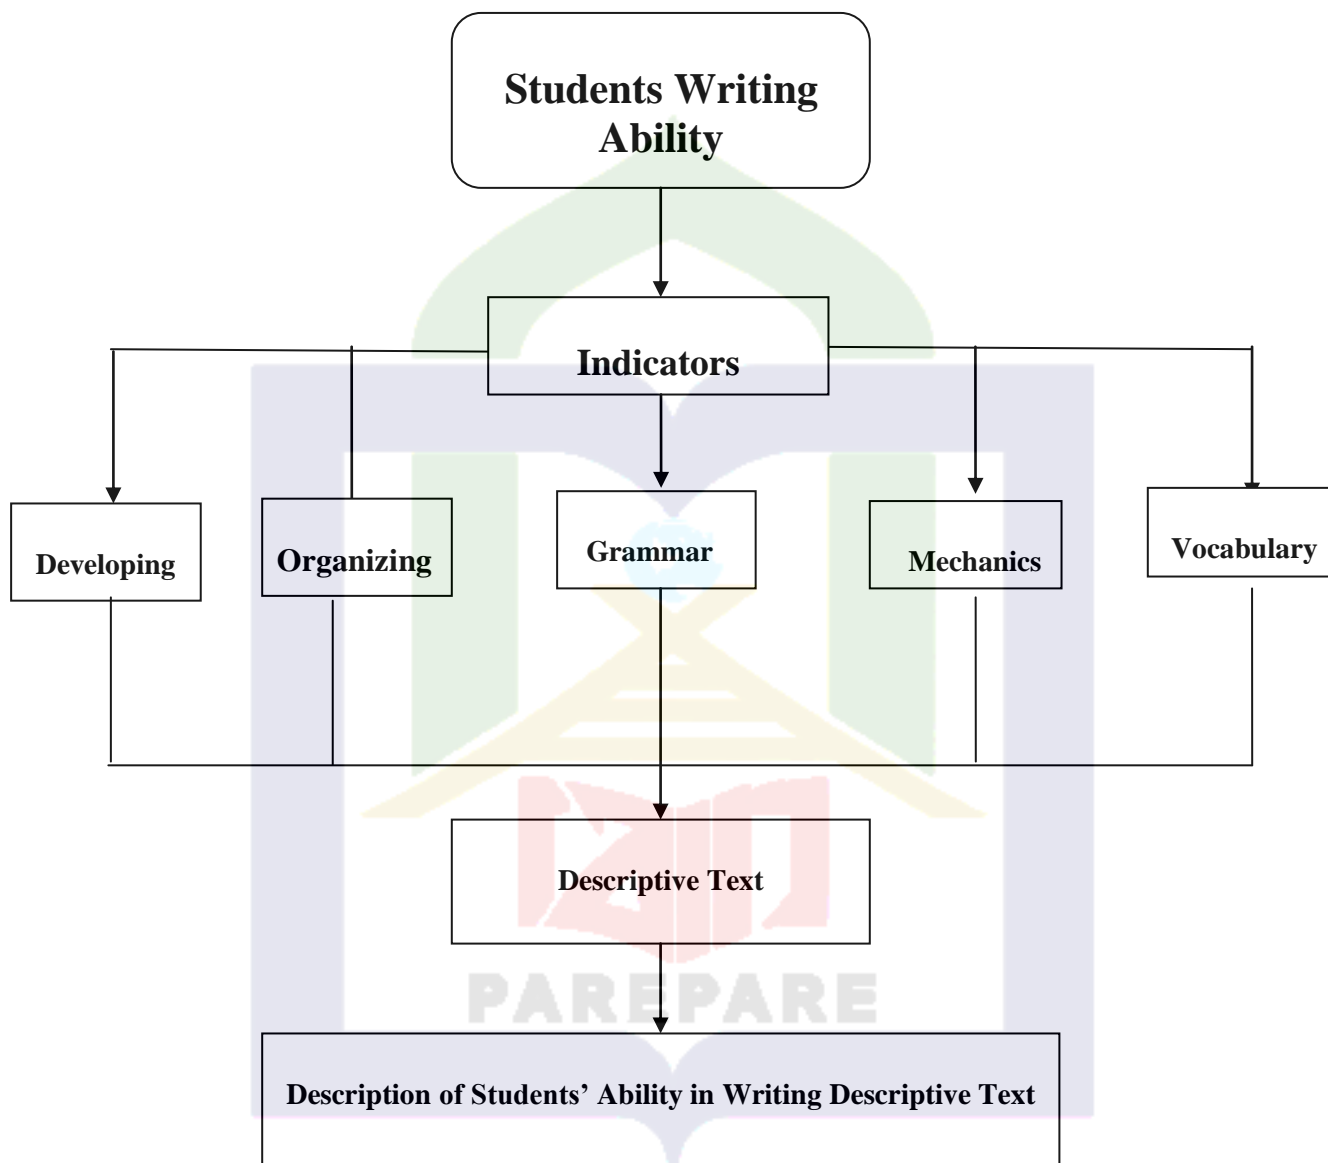 Students Writing
Ability
Indicators
Developing
Organizing
Grammar
Mechanics
Vocabulary
Descriptive Text
PAREPARE
Description of Students’ Ability in Writing Descriptive Text